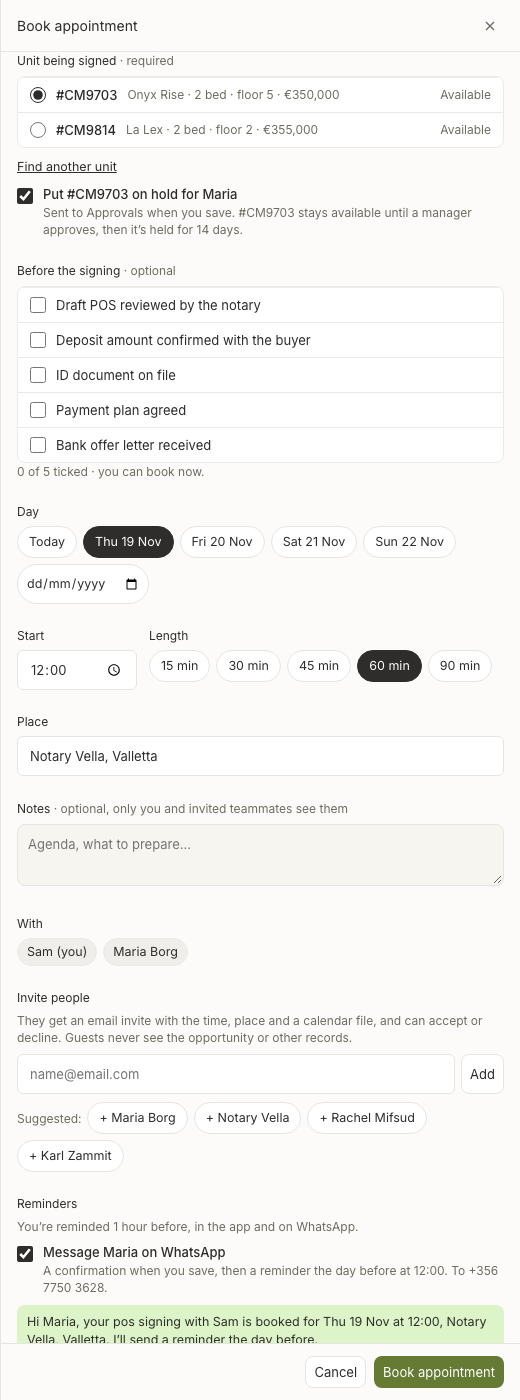 Book appointment
Unit being signed · required
#CM9703 Onyx Rise · 2 bed · floor 5 · €350,000 Available
#CM9814 La Lex · 2 bed · floor 2 · €355,000 Available
Find another unit
Put #CM9703 on hold for Maria
Sent to Approvals when you save. #CM9703 stays available until a manager
approves, then it’s held for 14 days.
Before the signing · optional
Draft POS reviewed by the notary
Deposit amount confirmed with the buyer
ID document on file
Payment plan agreed
Bank offer letter received
0 of 5 ticked · you can book now.
Day
Today Thu 19 Nov Fri 20 Nov Sat 21 Nov Sun 22 Nov
dd/mm/yyyy
Start Length
12:00 15 min 30 min 45 min 60 min 90 min
Place
Notary Vella, Valletta
Notes · optional, only you and invited teammates see them
Agenda, what to prepare…
With
Sam (you) Maria Borg
Invite people
They get an email invite with the time, place and a calendar file, and can accept or
decline. Guests never see the opportunity or other records.
name@email.com Add
Suggested: + Maria Borg + Notary Vella + Rachel Mifsud
+ Karl Zammit
Reminders
You’re reminded 1 hour before, in the app and on WhatsApp.
Message Maria on WhatsApp
A confirmation when you save, then a reminder the day before at 12:00. To +356
7750 3628.
Hi Maria, your pos signing with Sam is booked for Thu 19 Nov at 12:00, Notary
Vella, Valletta. I’ll send a reminder the day before.
Cancel Book appointment